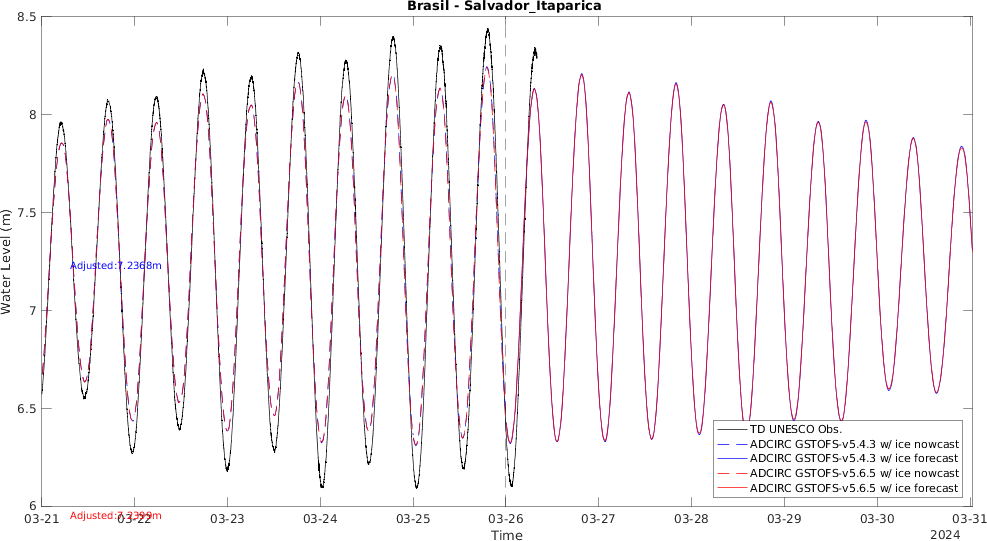 Brasil - Salvador_Itaparica
8.5
8
7.5
7
6.5
6
Water Level (m)
Adjusted:7.2368m
Adjusted:7.2399m
TD UNESCO Obs.
ADCIRC GSTOFS-v5.4.3 w/ ice nowcast
ADCIRC GSTOFS-v5.4.3 w/ ice forecast
ADCIRC GSTOFS-v5.6.5 w/ ice nowcast
ADCIRC GSTOFS-v5.6.5 w/ ice forecast
03-21 03-22 03-23 03-24 03-25 03-26 03-27 03-28 03-29 03-30 03-31
Time
2024